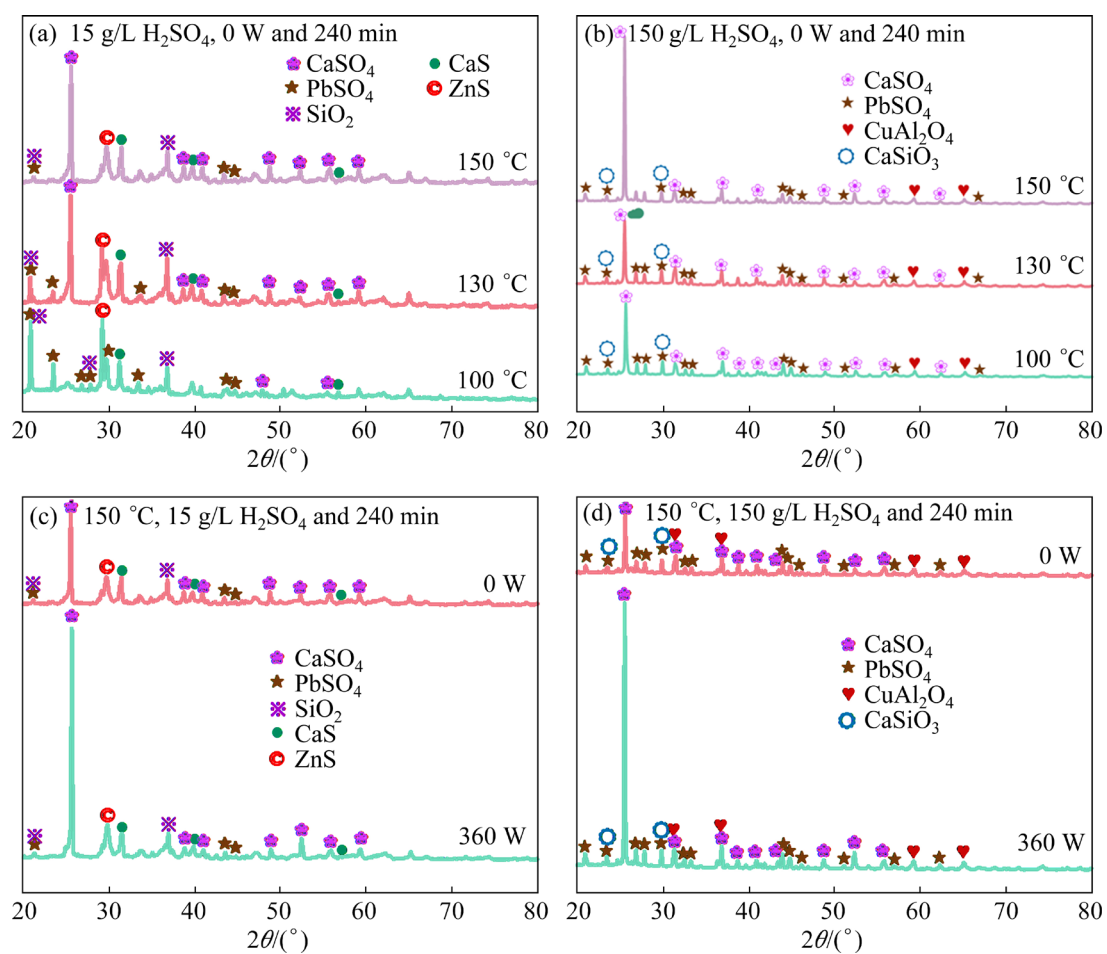 (a) 15 g/L H₂SO₄, 0 W and 240 min
CaSO₄ CaS
PbSO₄ ZnS
SiO₂
150 °C
130 °C
100 °C
20 30 40 50 60 70 80
2θ/(°)
(b) 150 g/L H₂SO₄, 0 W and 240 min
CaSO₄
PbSO₄
CuAl₂O₄
CaSiO₃
150 °C
130 °C
100 °C
20 30 40 50 60 70 80
2θ/(°)
(c) 150 °C, 15 g/L H₂SO₄ and 240 min
0 W
CaSO₄
PbSO₄
SiO₂
CaS
ZnS
360 W
20 30 40 50 60 70 80
2θ/(°)
(d) 150 °C, 150 g/L H₂SO₄ and 240 min
0 W
CaSO₄
PbSO₄
CuAl₂O₄
CaSiO₃
360 W
20 30 40 50 60 70 80
2θ/(°)